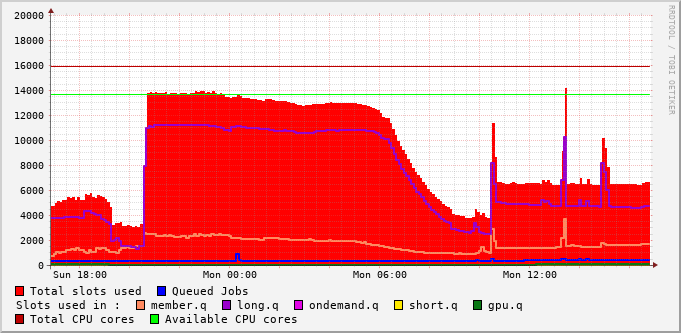 RRDTOOL / TOBI OETIKER
20000
18000
16000
14000
12000
10000
8000
6000
4000
2000
0
Sun 18:00 Mon 00:00 Mon 06:00 Mon 12:00
Total slots used Queued Jobs
Slots used in : member.q long.q ondemand.q short.q gpu.q
Total CPU cores Available CPU cores